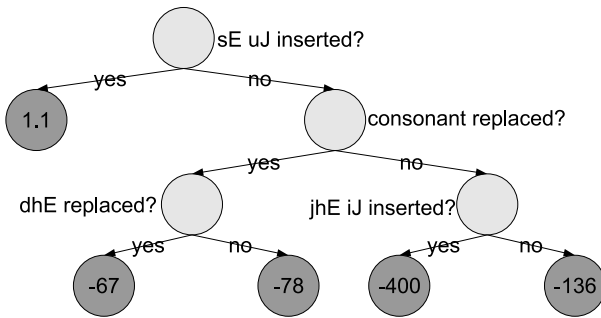 sE uJ inserted?
yes
no
1.1
consonant replaced?
yes
no
dhE replaced?
jhE iJ inserted?
yes
no
yes
no
-67
-78
-400
-136